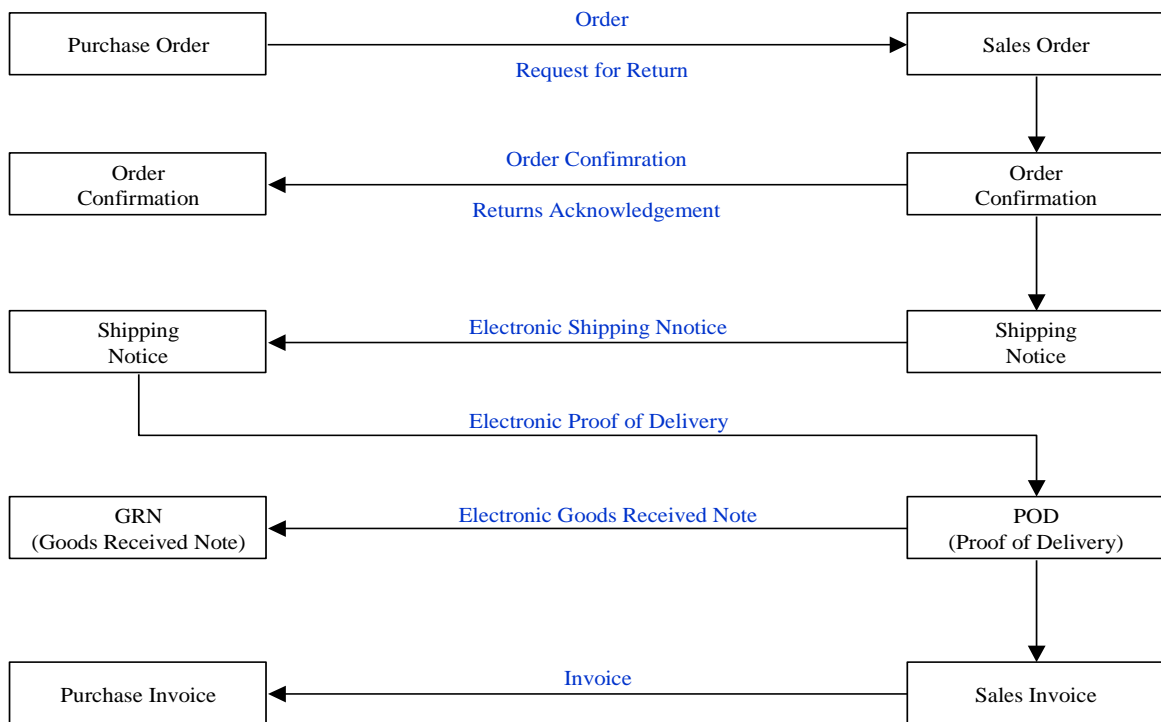 Order
Purchase Order
Sales Order
Request for Return
Order Confimration
Order
Confirmation
Order
Confirmation
Returns Acknowledgement
Electronic Shipping Nnotice
Shipping
Notice
Shipping
Notice
Electronic Proof of Delivery
GRN
(Goods Received Note)
Electronic Goods Received Note
POD
(Proof of Delivery)
Invoice
Purchase Invoice
Sales Invoice